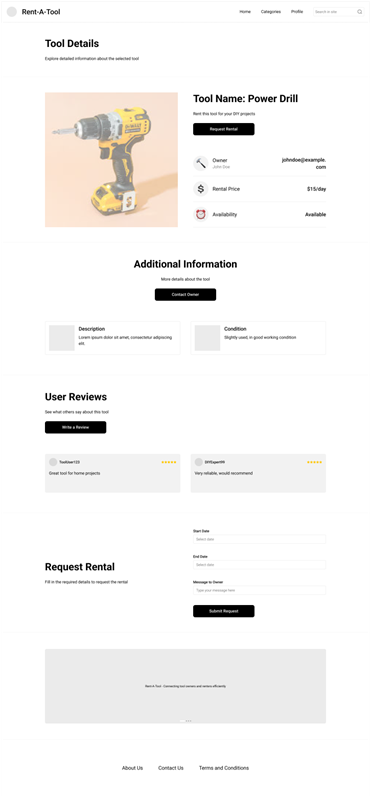 Rent-A-Tool
Home
Categories
Profile
Search in site
Tool Details
Explore detailed information about the selected tool
Tool Name: Power Drill
Rent this tool for your DIY projects
Request Rental
Owner
John Doe
johndoe@example.
com
Rental Price
$15/day
Availability
Available
Additional Information
More details about the tool
Contact Owner
Description
Lorem ipsum dolor sit amet, consectetur adipiscing
elit.
Condition
Slightly used, in good working condition
User Reviews
See what others say about this tool
Write a Review
ToolUser123
Great tool for home projects
DIYExpert99
Very reliable, would recommend
Request Rental
Fill in the required details to request the rental
Start Date
Select date
End Date
Select date
Message to Owner
Type your message here
Submit Request
Rent-A-Tool - Connecting tool owners and renters efficiently
About Us
Contact Us
Terms and Conditions